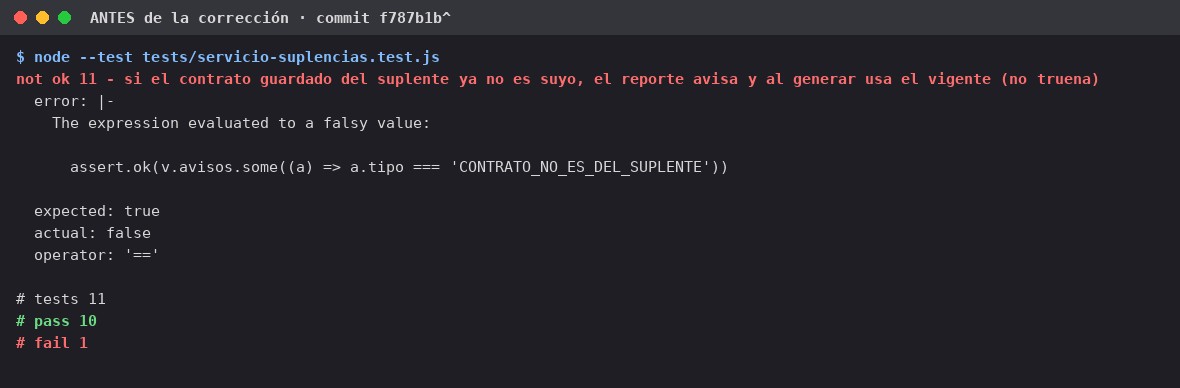 ANTES de la corrección · commit f787b1b^
$ node --test tests/servicio-suplencias.test.js
not ok 11 - si el contrato guardado del suplente ya no es suyo, el reporte avisa y al generar usa el vigente (no truena)
error: |-
The expression evaluated to a falsy value:
assert.ok(v.avisos.some((a) => a.tipo === 'CONTRATO_NO_ES_DEL_SUPLENTE'))
expected: true
actual: false
operator: '=='
# tests 11
# pass 10
# fail 1